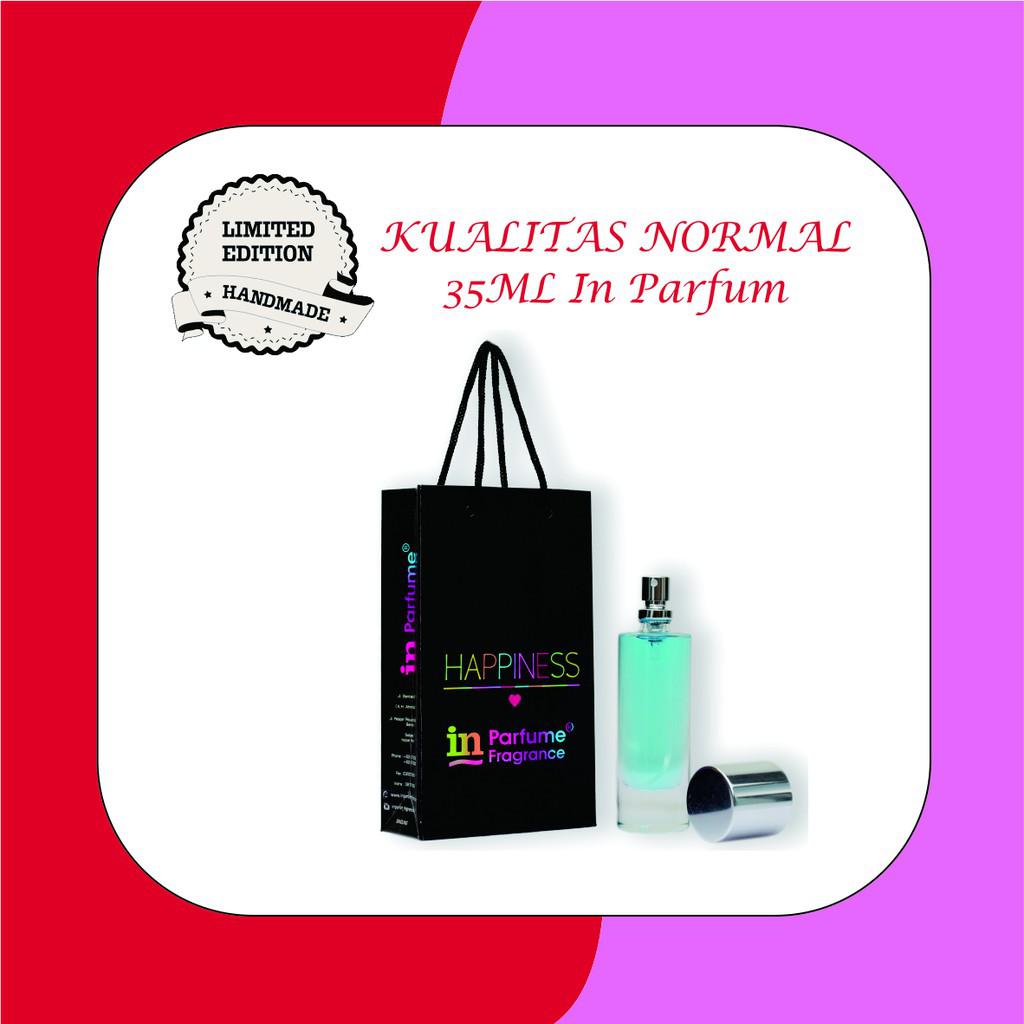 LIMITED
EDITION
HANDMADE
KUALITAS NORMAL
35ML In Parfum
in Parfume®
HAPPINESS
in Parfume®
Fragrance